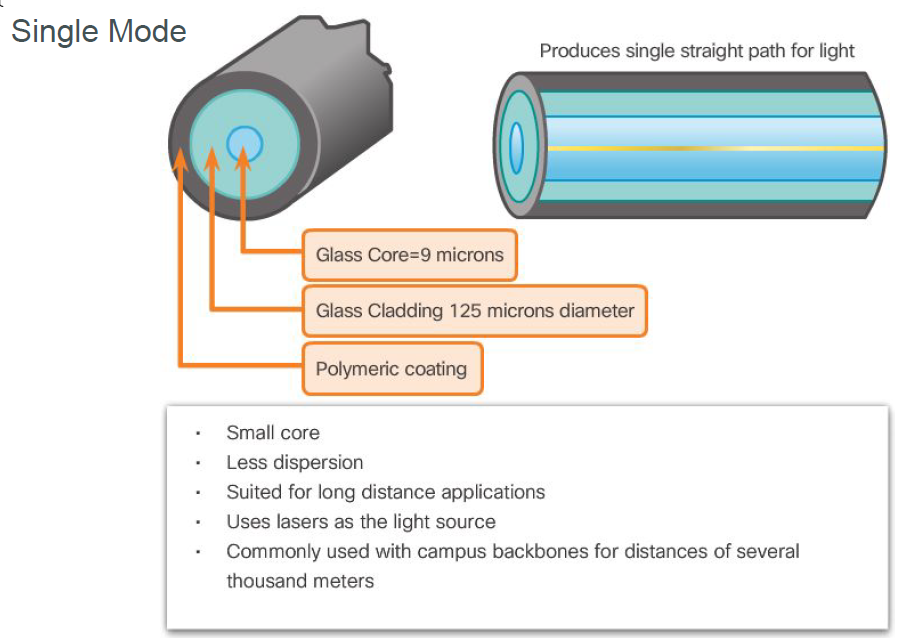 Single Mode
Produces single straight path for light
Glass Core=9 microns
Glass Cladding 125 microns diameter
Polymeric coating
· Small core
· Less dispersion
· Suited for long distance applications
· Uses lasers as the light source
· Commonly used with campus backbones for distances of several
thousand meters